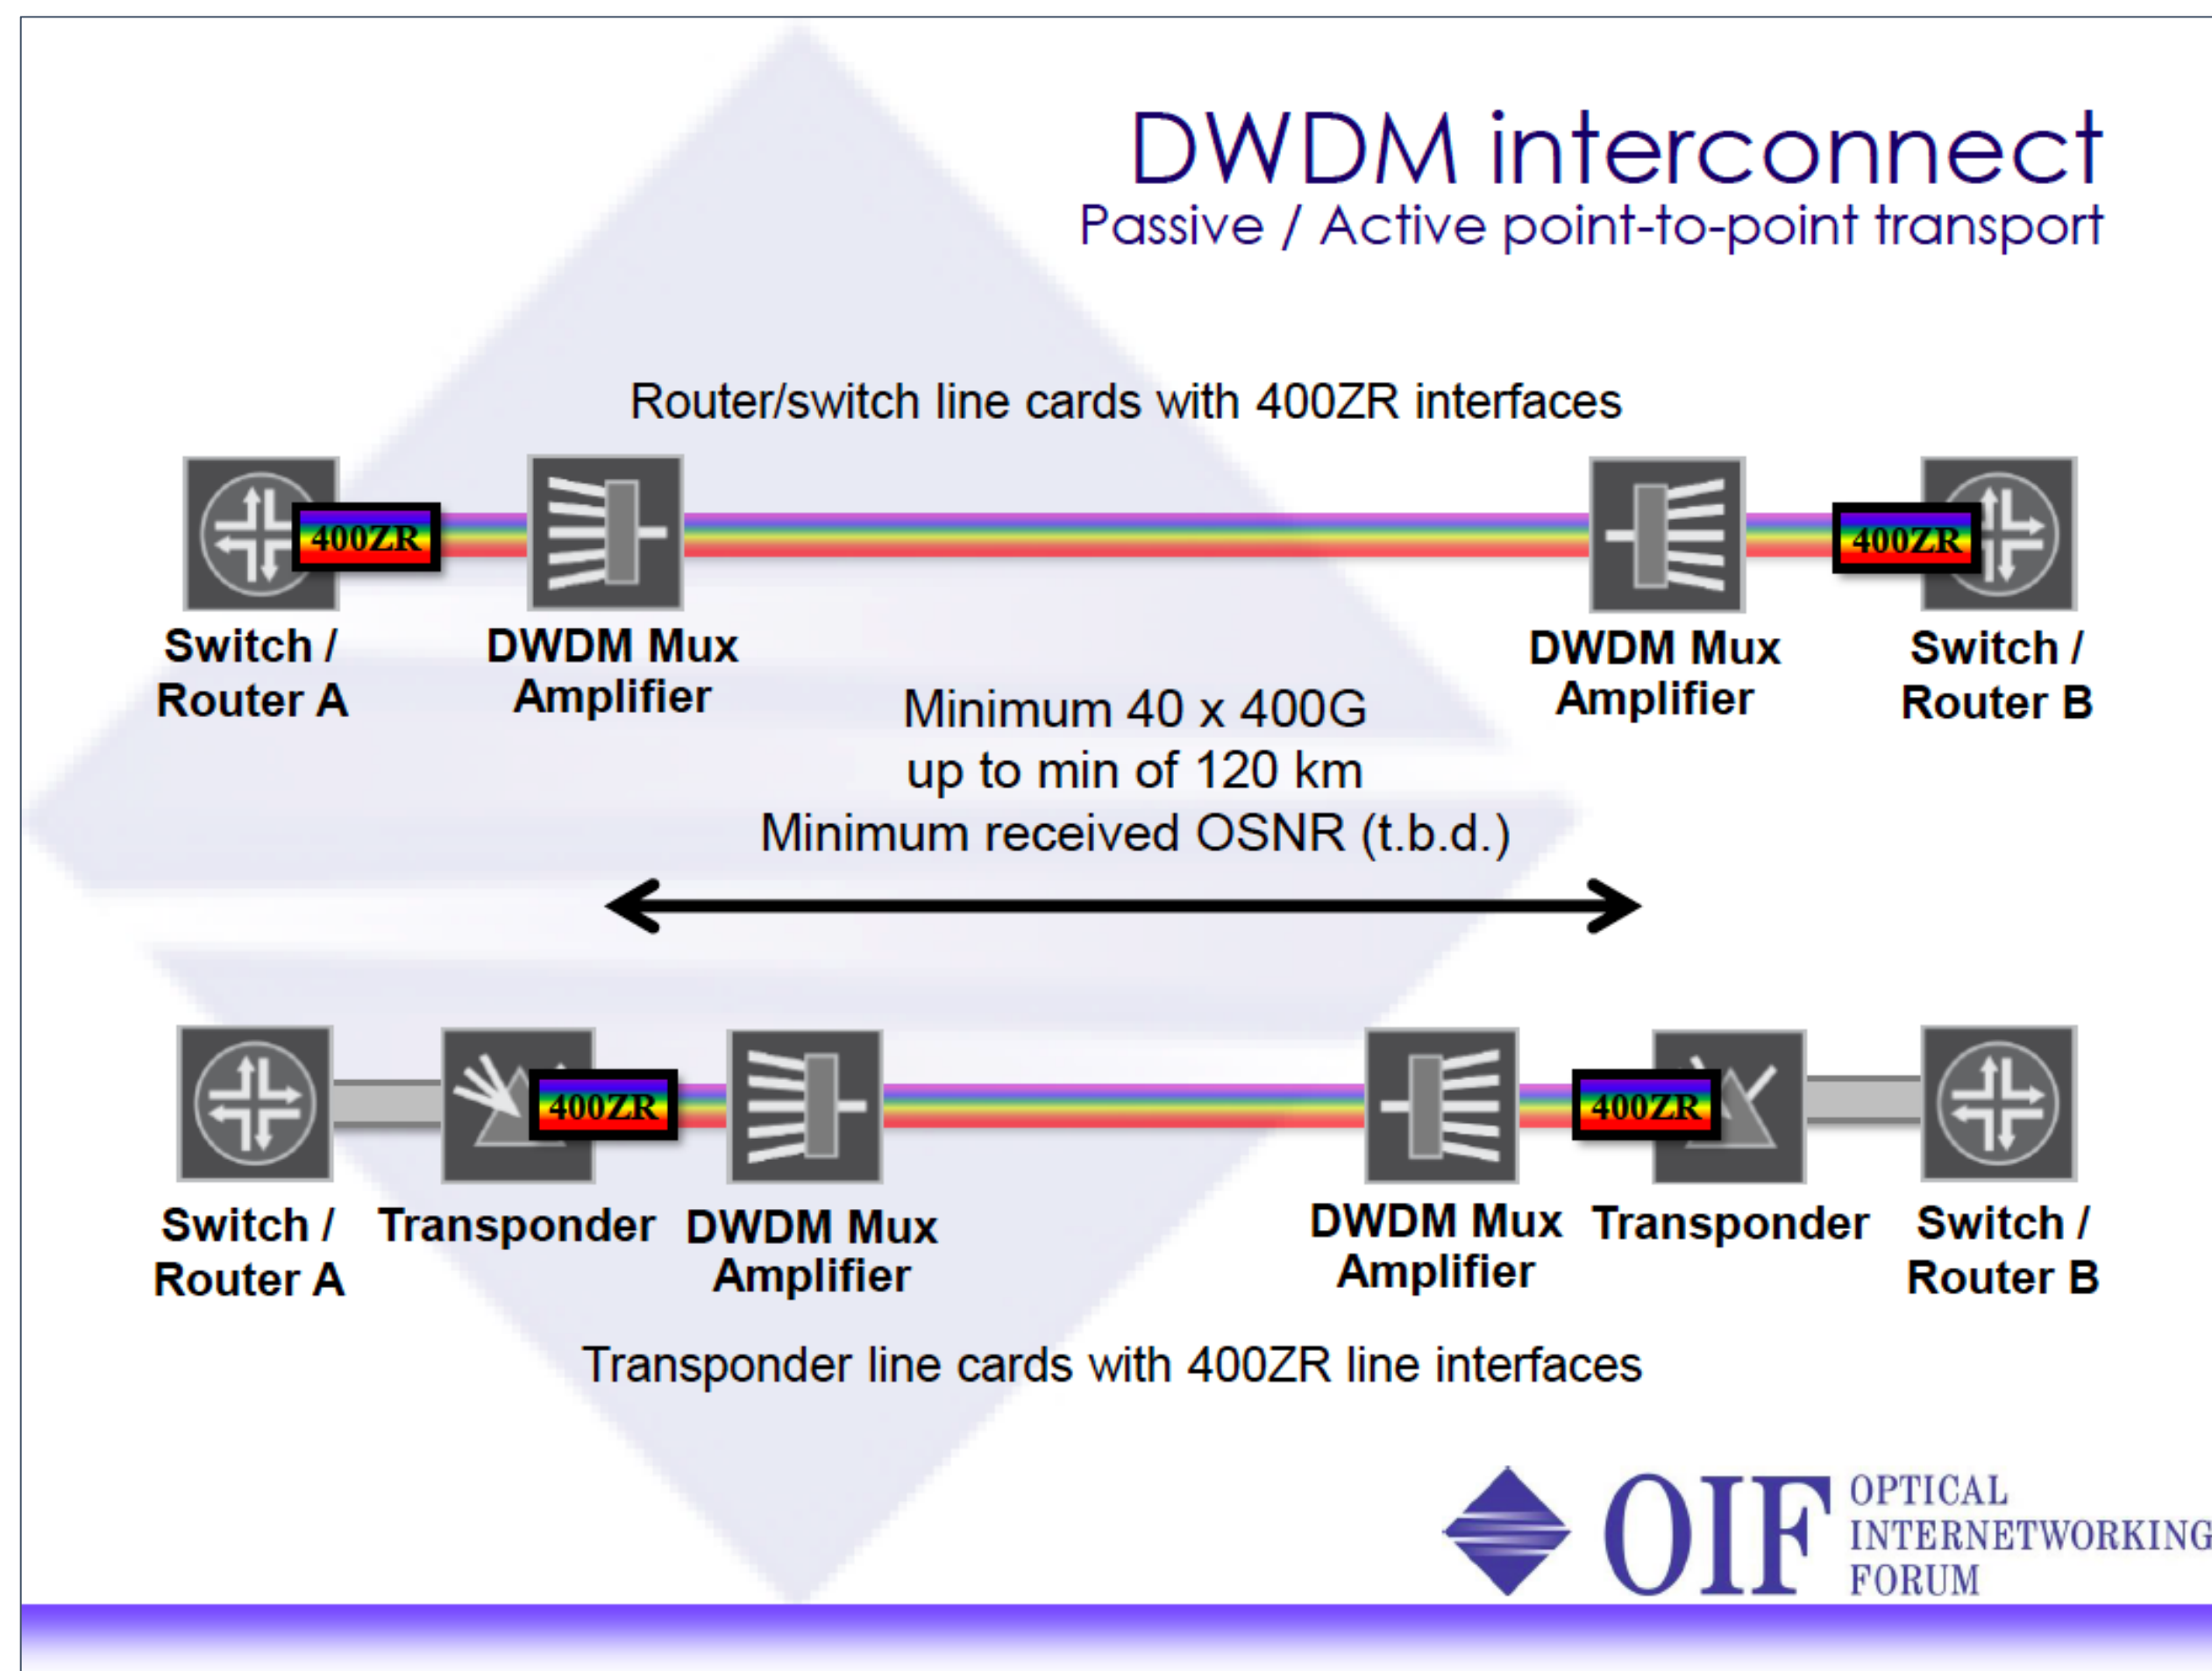 DWDM interconnect
Passive / Active point-to-point transport
Router/switch line cards with 400ZR interfaces
400ZR
400ZR
Switch /
Router A
DWDM Mux
Amplifier
DWDM Mux
Amplifier
Switch /
Router B
Minimum 40 x 400G
up to min of 120 km
Minimum received OSNR (t.b.d.)
400ZR
400ZR
Switch /
Router A
Transponder
DWDM Mux
Amplifier
DWDM Mux
Amplifier
Transponder
Switch /
Router B
Transponder line cards with 400ZR line interfaces
OIF
OPTICAL
INTERNETWORKING
FORUM